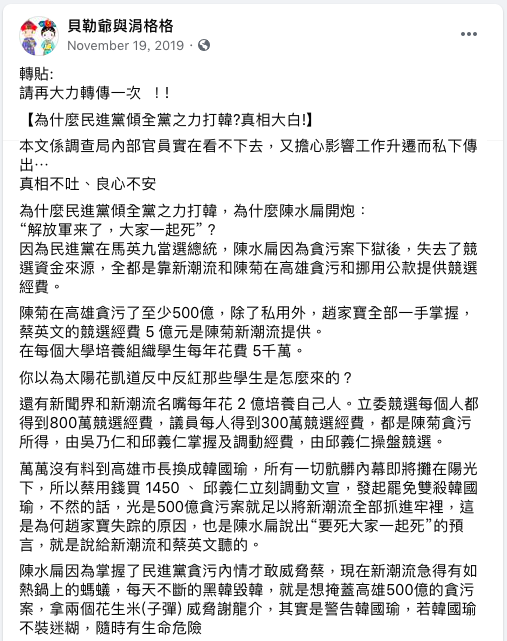 貝勒爺與涓格格
November 19, 2019 ·
轉貼:
請再大力轉傳一次 ！！
【為什麼民進黨傾全黨之力打韓?真相大白!】
本文係調查局內部官員實在看不下去，又擔心影響工作升遷而私下傳
出⋯
真相不吐、良心不安
為什麼民進黨傾全黨之力打韓，為什麼陳水扁開炮：
“解放軍来了，大家一起死”？
因為民進黨在馬英九當選總統，陳水扁因為貪污案下獄後，失去了競
選資金來源，全都是靠新潮流和陳菊在高雄貪污和挪用公款提供競選
經費。
陳菊在高雄貪污了至少500億，除了私用外，趙家寶全部一手掌握，
蔡英文的競選經費 5 億元是陳菊新潮流提供。
在每個大學培養組織學生每年花費 5千萬。
你以為太陽花凱道反中反紅那些學生是怎麼來的？
還有新聞界和新潮流名嘴每年花 2 億培養自己人。立委競選每個人都
得到800萬競選經費，議員每人得到300萬競選經費，都是陳菊貪污
所得，由吳乃仁和邱義仁掌握及調動經費，由邱義仁操盤競選。
萬萬沒有料到高雄市長換成韓國瑜，所有一切骯髒內幕即將攤在陽光
下，所以蔡用錢買 1450 、 邱義仁立刻調動文宣，發起罷免雙殺韓國
瑜，不然的話，光是500億貪污案就足以將新潮流全部抓進牢裡，這
是為何趙家寶失踪的原因，也是陳水扁說出“要死大家一起死”的預
言，就是說給新潮流和蔡英文聽的。
陳水扁因為掌握了民進黨貪污內情才敢威脅蔡，現在新潮流急得有如
熱鍋上的螞蟻，每天不斷的黑韓毀韓，就是想掩蓋高雄500億的貪污
案，拿兩個花生米(子彈) 威脅謝龍介，其實是警告韓國瑜，若韓國瑜
不裝迷糊，隨時有生命危險